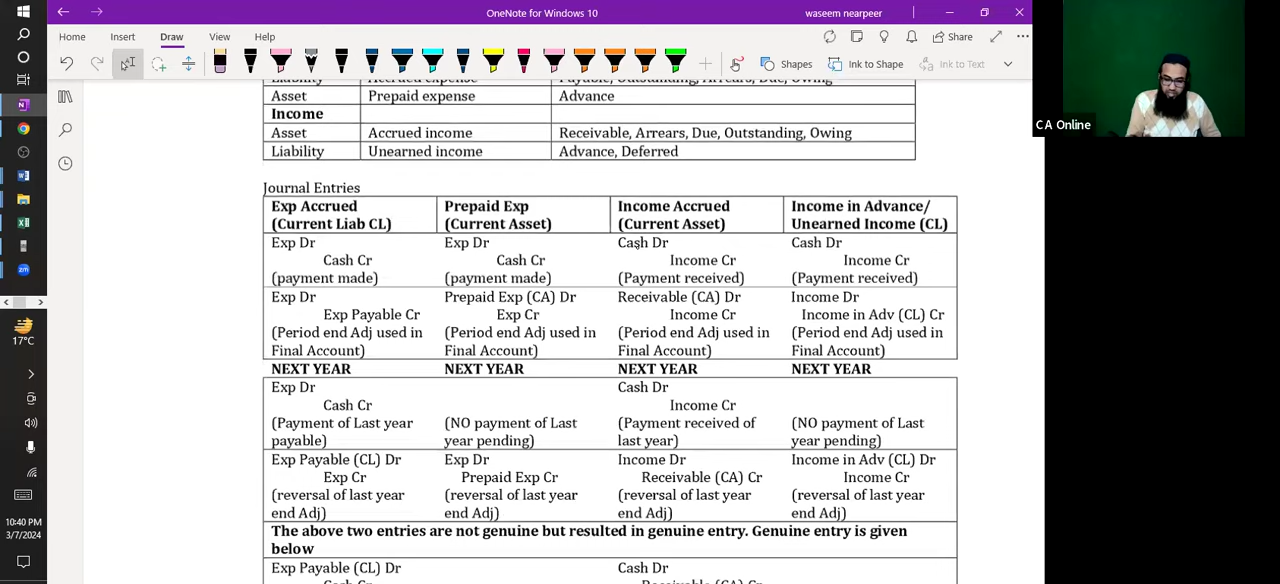 OneNote for Windows 10
waseem nearpeer
Home
Insert
Draw
View
Help
Share
Shapes
Ink to Shape
Ink to Text
Liability Accrued expense Payable, Outstanding, Arrears, Due, Owing
Asset Prepaid expense Advance
Income
Asset Accrued income Receivable, Arrears, Due, Outstanding, Owing
Liability Unearned income Advance, Deferred
Journal Entries
Exp Accrued Prepaid Exp Income Accrued Income in Advance/
(Current Liab CL) (Current Asset) (Current Asset) Unearned Income (CL)
Exp Dr Exp Dr Cash Dr Cash Dr
Cash Cr Cash Cr Income Cr Income Cr
(payment made) (payment made) (Payment received) (Payment received)
Exp Dr Prepaid Exp (CA) Dr Receivable (CA) Dr Income Dr
Exp Payable Cr Exp Cr Income Cr Income in Adv (CL) Cr
(Period end Adj used in (Period end Adj used in (Period end Adj used in (Period end Adj used in
Final Account) Final Account) Final Account) Final Account)
NEXT YEAR NEXT YEAR NEXT YEAR NEXT YEAR
Exp Dr Cash Dr
Cash Cr Income Cr
(Payment of Last year (NO payment of Last (Payment received of (NO payment of Last
payable) year pending) last year) year pending)
Exp Payable (CL) Dr Exp Dr Income Dr Income in Adv (CL) Dr
Exp Cr Prepaid Exp Cr Receivable (CA) Cr Income Cr
(reversal of last year (reversal of last year (reversal of last year (reversal of last year
end Adj) end Adj) end Adj) end Adj)
The above two entries are not genuine but resulted in genuine entry. Genuine entry is given
below
Exp Payable (CL) Dr Cash Dr
Cash Cr Receivable (CA) Cr
CA Online
17°C
10:40 PM
3/7/2024